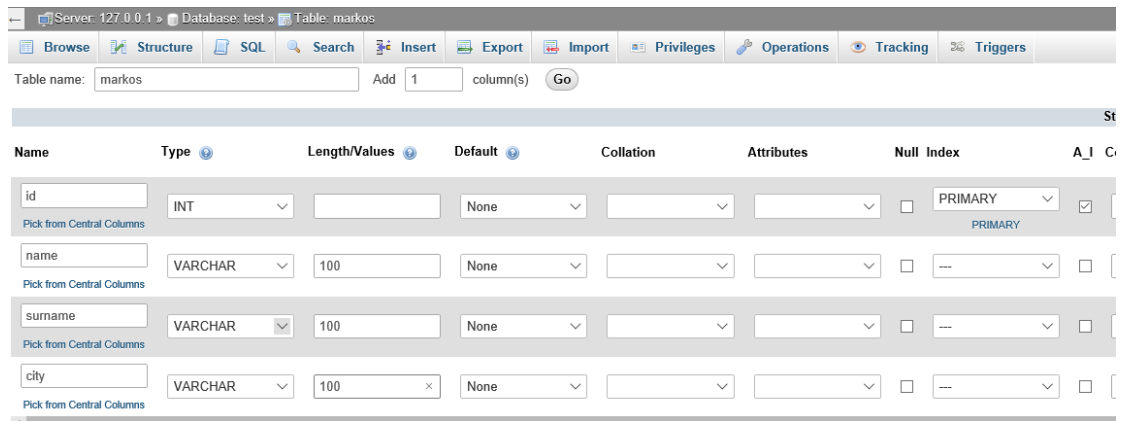 Server: 127.0.0.1 » Database: test » Table: markos
Browse Structure SQL Search Insert Export Import Privileges Operations Tracking Triggers
Table name: markos Add 1 column(s) Go
St
Name Type Length/Values Default Collation Attributes Null Index A_I C
id INT None PRIMARY
Pick from Central Columns PRIMARY
name VARCHAR 100 None ---
Pick from Central Columns
surname VARCHAR 100 None ---
Pick from Central Columns
city VARCHAR 100 × None ---
Pick from Central Columns